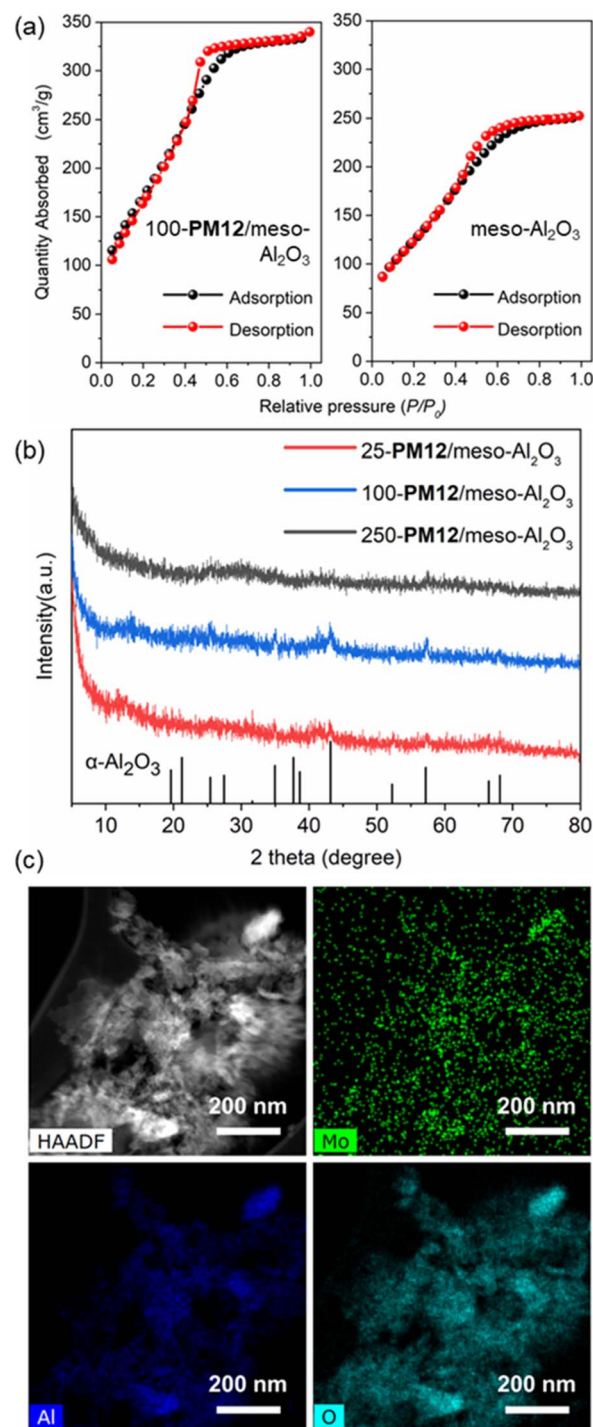 (a)
350
300
250
200
150
100
50
0
Quantity Absorbed (cm³/g)
100-PM12/meso-
Al₂O₃
Adsorption
Desorption
0.0 0.2 0.4 0.6 0.8 1.0
350
300
250
200
150
100
50
0
meso-Al₂O₃
Adsorption
Desorption
0.0 0.2 0.4 0.6 0.8 1.0
Relative pressure (P/P₀)
(b)
25-PM12/meso-Al₂O₃
100-PM12/meso-Al₂O₃
250-PM12/meso-Al₂O₃
Intensity(a.u.)
α-Al₂O₃
10 20 30 40 50 60 70 80
2 theta (degree)
(c)
200 nm
HAADF
200 nm
Mo
200 nm
Al
200 nm
O